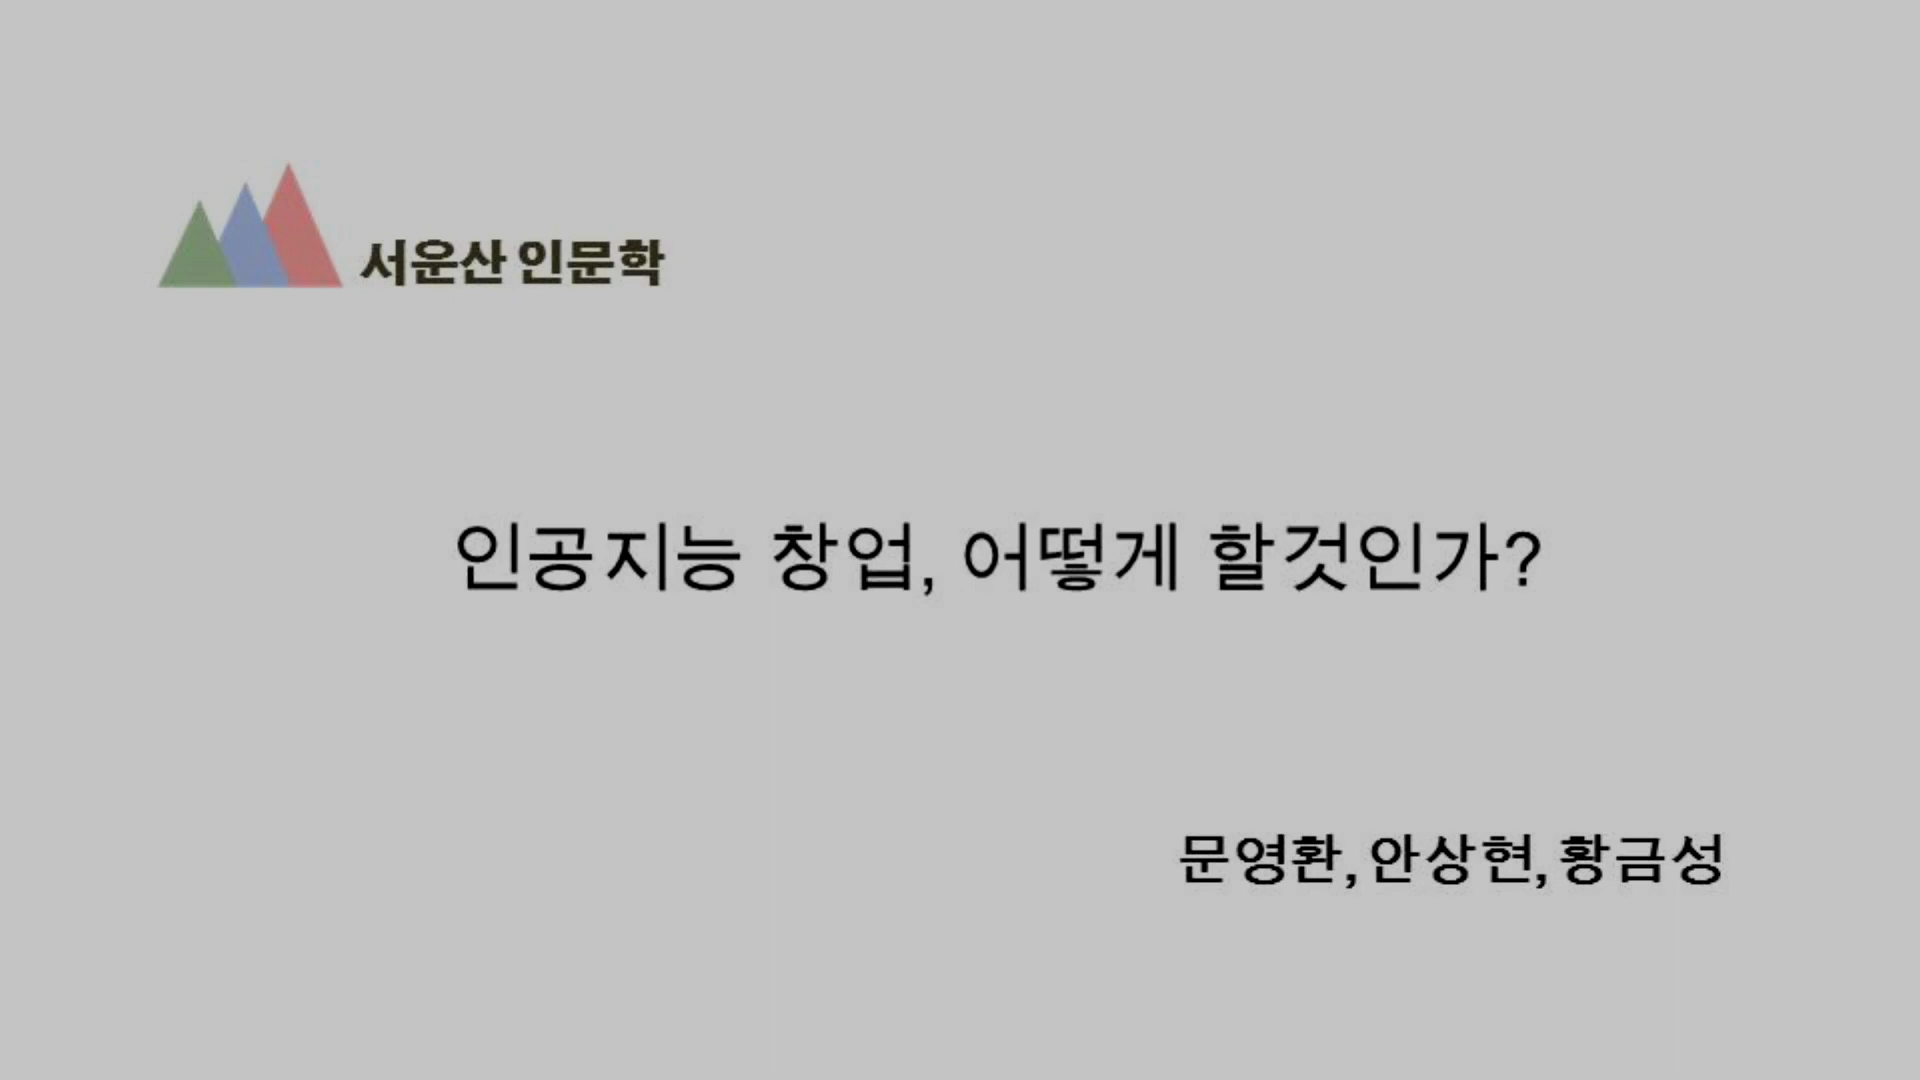 서운산 인문학
인공지능 창업, 어떻게 할것인가?
문영환, 안상현, 황금성